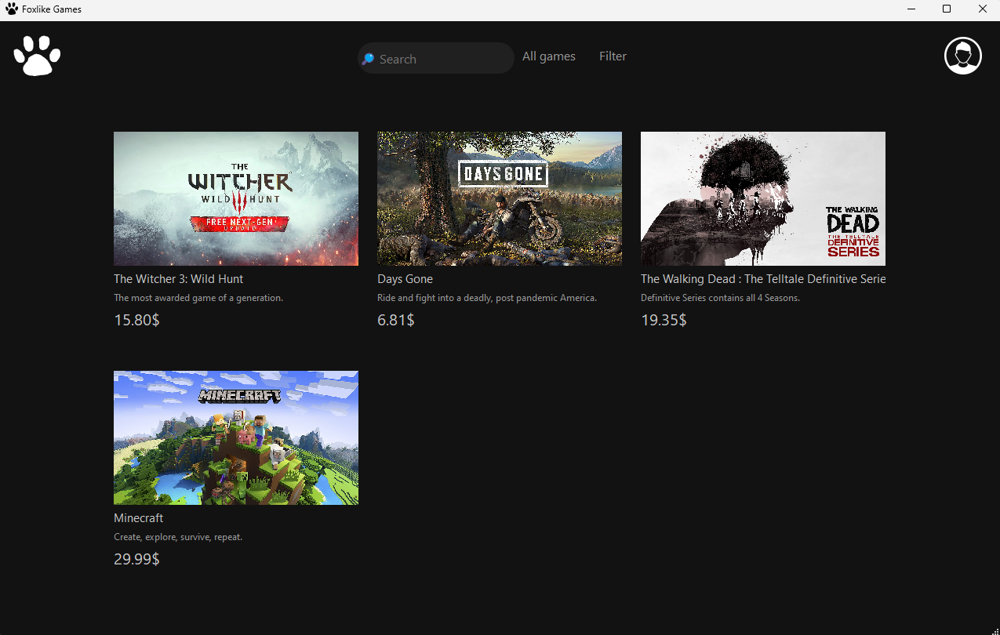 Foxlike Games
Search
All games
Filter
THE
WITCHER
WILD HUNT
FREE NEXT-GEN
UPDATE
DAYS GONE
THE WALKING
DEAD
THE TELLTALE
DEFINITIVE
SERIES
The Witcher 3: Wild Hunt
Days Gone
The Walking Dead : The Telltale Definitive Serie
The most awarded game of a generation.
Ride and fight into a deadly, post pandemic America.
Definitive Series contains all 4 Seasons.
15.80$
6.81$
19.35$
MINECRAFT
Minecraft
Create, explore, survive, repeat.
29.99$